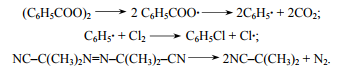 (C₆H₅COO)₂ ⟶ 2 C₆H₅COO· ⟶ 2C₆H₅· + 2CO₂;
C₆H₅· + Cl₂ ⟶ C₆H₅Cl + Cl·;
NC–C(CH₃)₂N=N–C(CH₃)₂–CN ⟶ 2NC–C(CH₃)₂ + N₂.